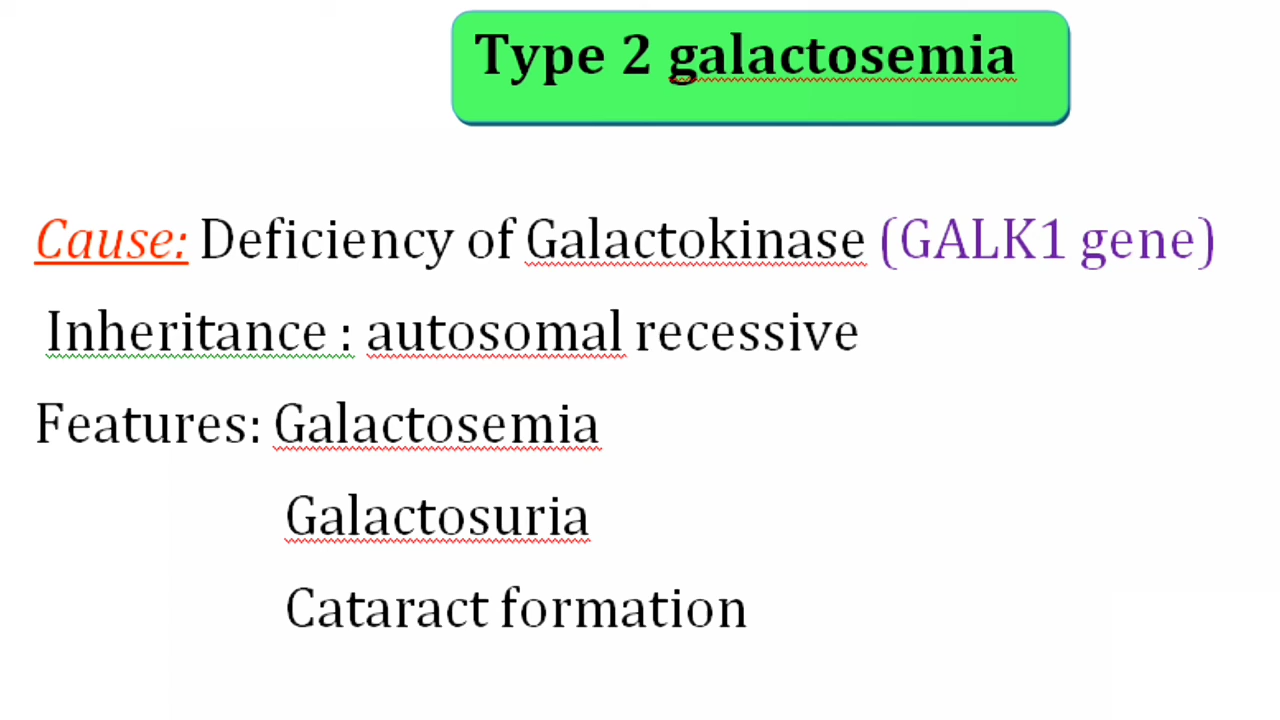 Type 2 galactosemia
Cause: Deficiency of Galactokinase (GALK1 gene)
Inheritance : autosomal recessive
Features: Galactosemia
Galactosuria
Cataract formation